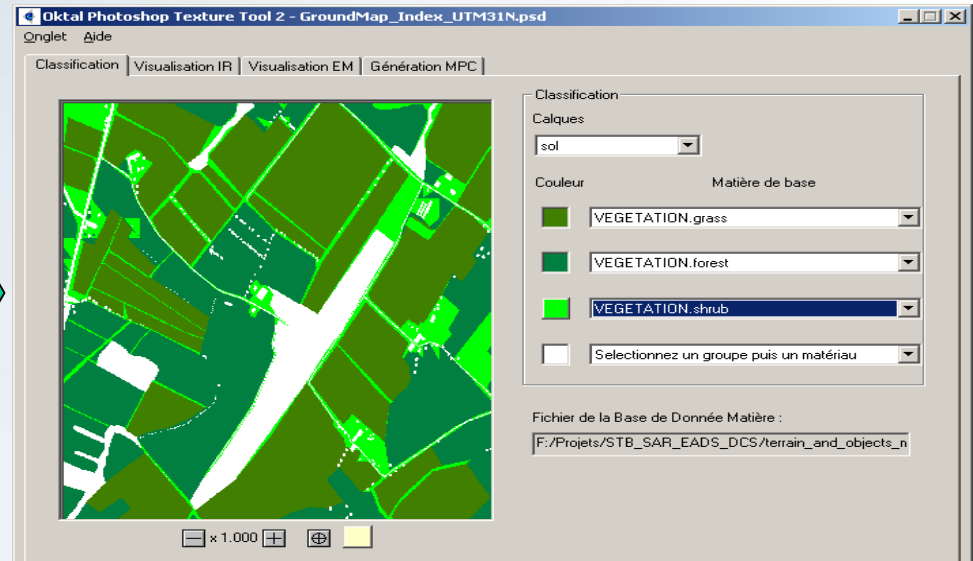 Oktal Photoshop Texture Tool 2 - GroundMap_Index_UTM31N.psd
Onglet Aide
Classification Visualisation IR Visualisation EM Génération MPC
Classification
Calques
sol
Couleur Matière de base
VEGETATION.grass
VEGETATION.forest
VEGETATION.shrub
Selectionnez un groupe puis un matériau
Fichier de la Base de Donnée Matière :
F:/Projets/STB_SAR_EADS_DCS/terrain_and_objects_n
x 1.000